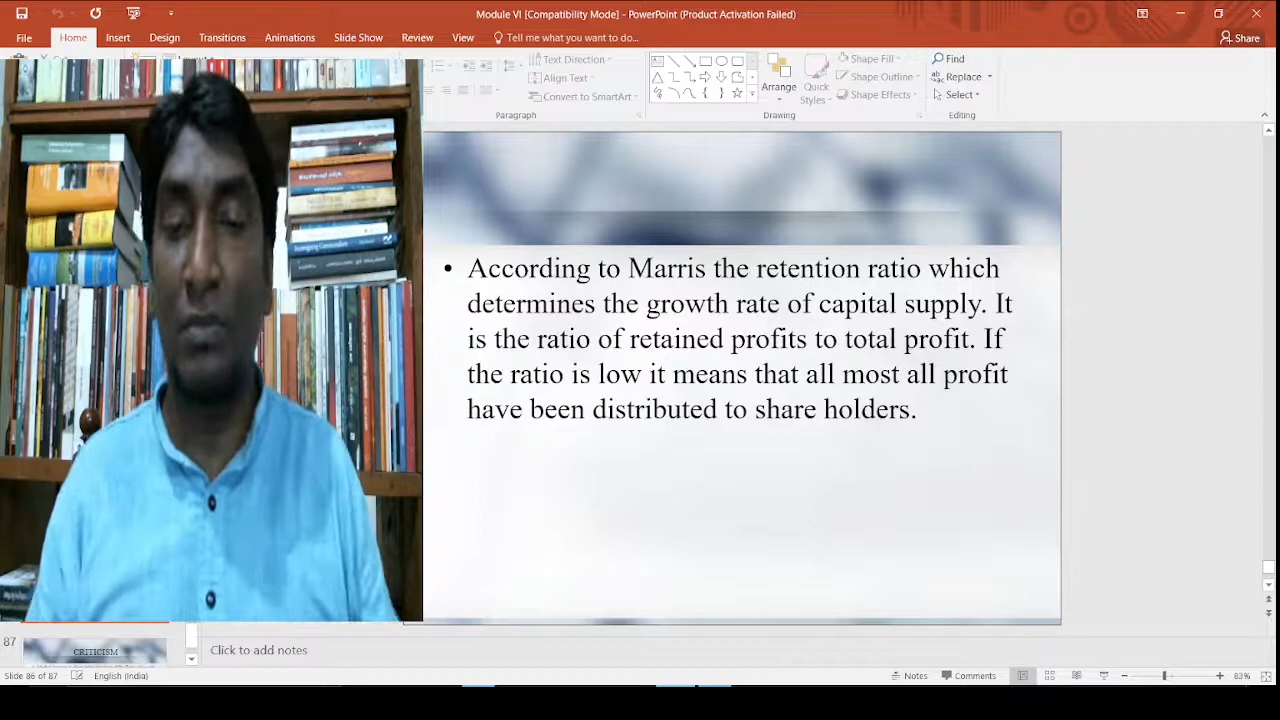 Module VI [Compatibility Mode] - PowerPoint (Product Activation Failed)
File Home Insert Design Transitions Animations Slide Show Review View Tell me what you want to do... Share
Text Direction
Align Text
Convert to SmartArt
Paragraph
Arrange
Quick
Styles
Shape Fill
Shape Outline
Shape Effects
Drawing
Find
Replace
Select
Editing
• According to Marris the retention ratio which
determines the growth rate of capital supply. It
is the ratio of retained profits to total profit. If
the ratio is low it means that all most all profit
have been distributed to share holders.
87
CRITICISM
Click to add notes
Slide 86 of 87 English (India) Notes Comments 83%